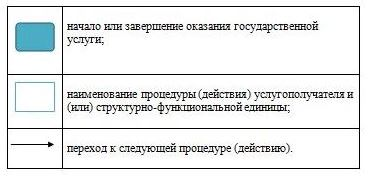 начало или завершение оказания государственной
услуги;
наименование процедуры (действия) услугополучателя и
(или) структурно-функциональной единицы;
переход к следующей процедуре (действию).